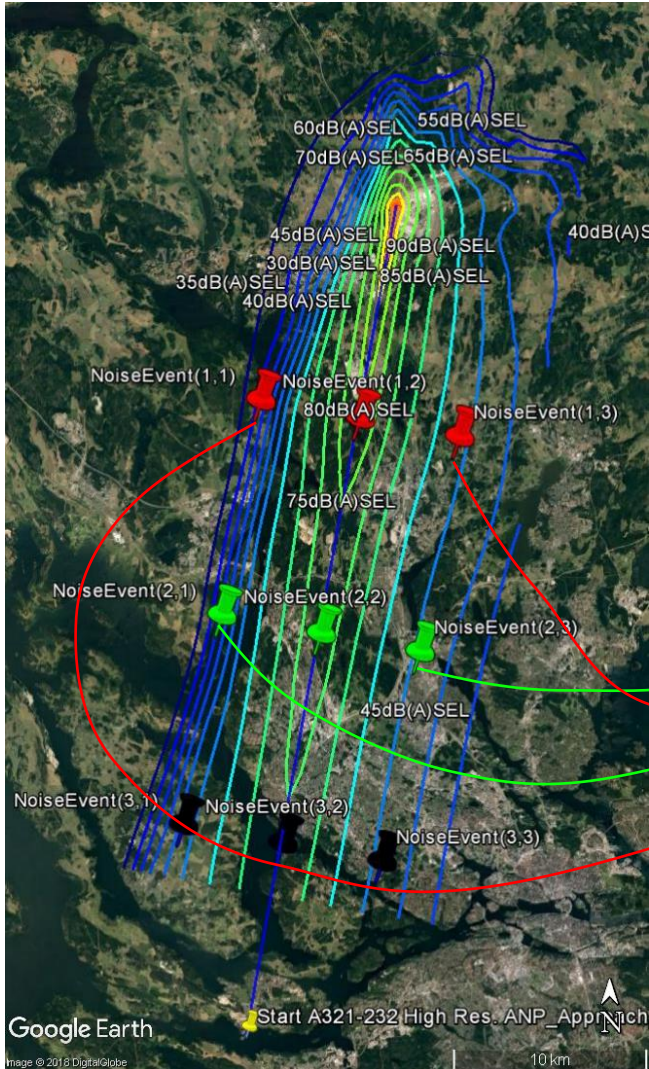 55dB(A)SEL
60dB(A)SEL
70dB(A)SEL
65dB(A)SEL
40dB(A)S
45dB(A)SEL
90dB(A)SEL
30dB(A)SEL
85dB(A)SEL
35dB(A)SEL
40dB(A)SEL
NoiseEvent(1,1)
NoiseEvent(1,2)
80dB(A)SEL
NoiseEvent(1,3)
75dB(A)SEL
NoiseEvent(2,1)
NoiseEvent(2,2)
NoiseEvent(2,3)
45dB(A)SEL
NoiseEvent(3,1)
NoiseEvent(3,2)
NoiseEvent(3,3)
Start A321-232 High Res. ANP_Approach
N
Google Earth
10 km
mage © 2018 DigitalGlobe